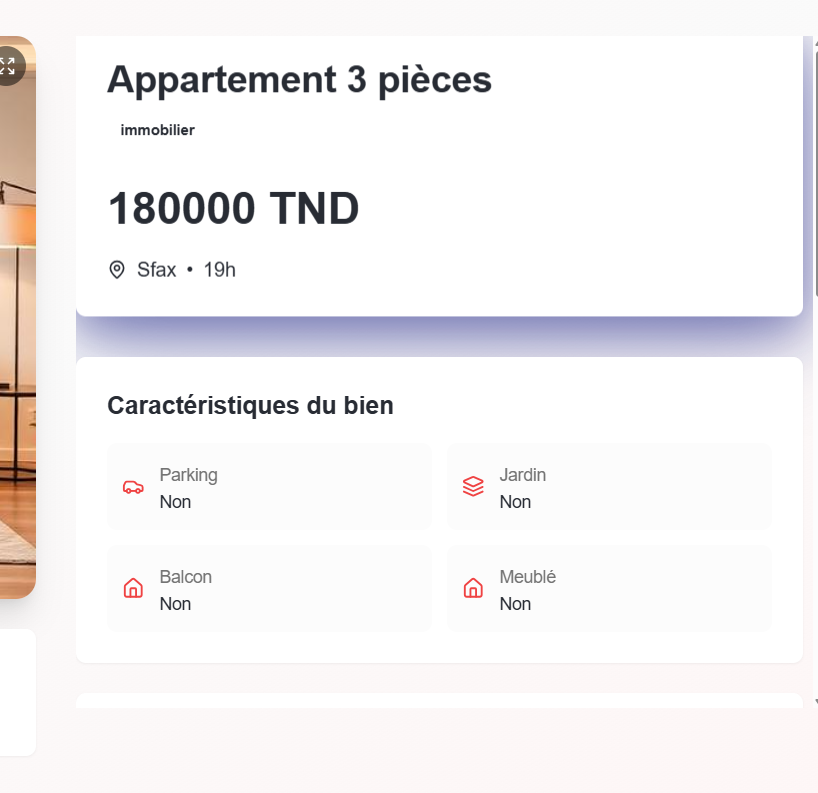 Appartement 3 pièces
immobilier
180000 TND
Sfax • 19h
Caractéristiques du bien
Parking
Non
Jardin
Non
Balcon
Non
Meublé
Non